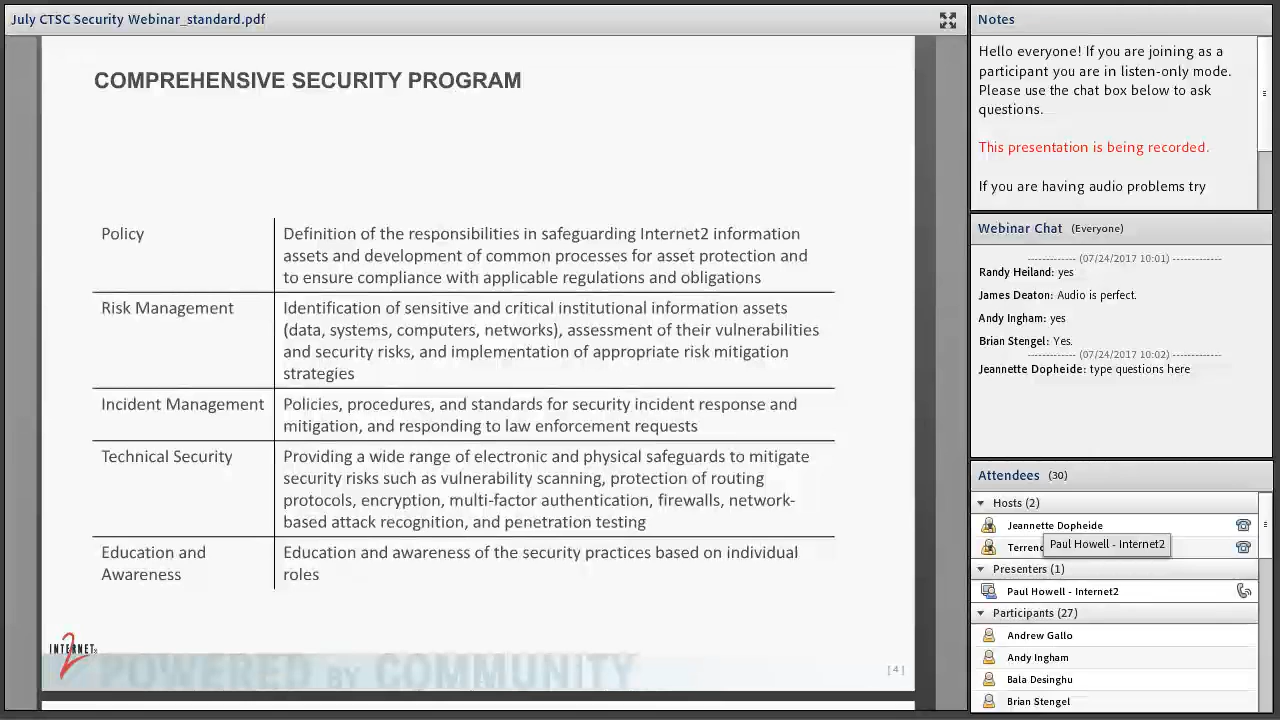 July CTSC Security Webinar_standard.pdf
COMPREHENSIVE SECURITY PROGRAM
Policy
Definition of the responsibilities in safeguarding Internet2 information
assets and development of common processes for asset protection and
to ensure compliance with applicable regulations and obligations
Risk Management
Identification of sensitive and critical institutional information assets
(data, systems, computers, networks), assessment of their vulnerabilities
and security risks, and implementation of appropriate risk mitigation
strategies
Incident Management
Policies, procedures, and standards for security incident response and
mitigation, and responding to law enforcement requests
Technical Security
Providing a wide range of electronic and physical safeguards to mitigate
security risks such as vulnerability scanning, protection of routing
protocols, encryption, multi-factor authentication, firewalls, network-
based attack recognition, and penetration testing
Education and
Awareness
Education and awareness of the security practices based on individual
roles
INTERNET
2
COMMUNITY
[ 4 ]
Notes
Hello everyone! If you are joining as a
participant you are in listen-only mode.
Please use the chat box below to ask
questions.
This presentation is being recorded.
If you are having audio problems try
Webinar Chat (Everyone)
------------- (07/24/2017 10:01) -------------
Randy Heiland: yes
James Deaton: Audio is perfect.
Andy Ingham: yes
Brian Stengel: Yes.
------------- (07/24/2017 10:02) -------------
Jeannette Dopheide: type questions here
Attendees (30)
Hosts (2)
Jeannette Dopheide
Paul Howell - Internet2
Presenters (1)
Paul Howell - Internet2
Participants (27)
Andrew Gallo
Andy Ingham
Bala Desinghu
Brian Stengel